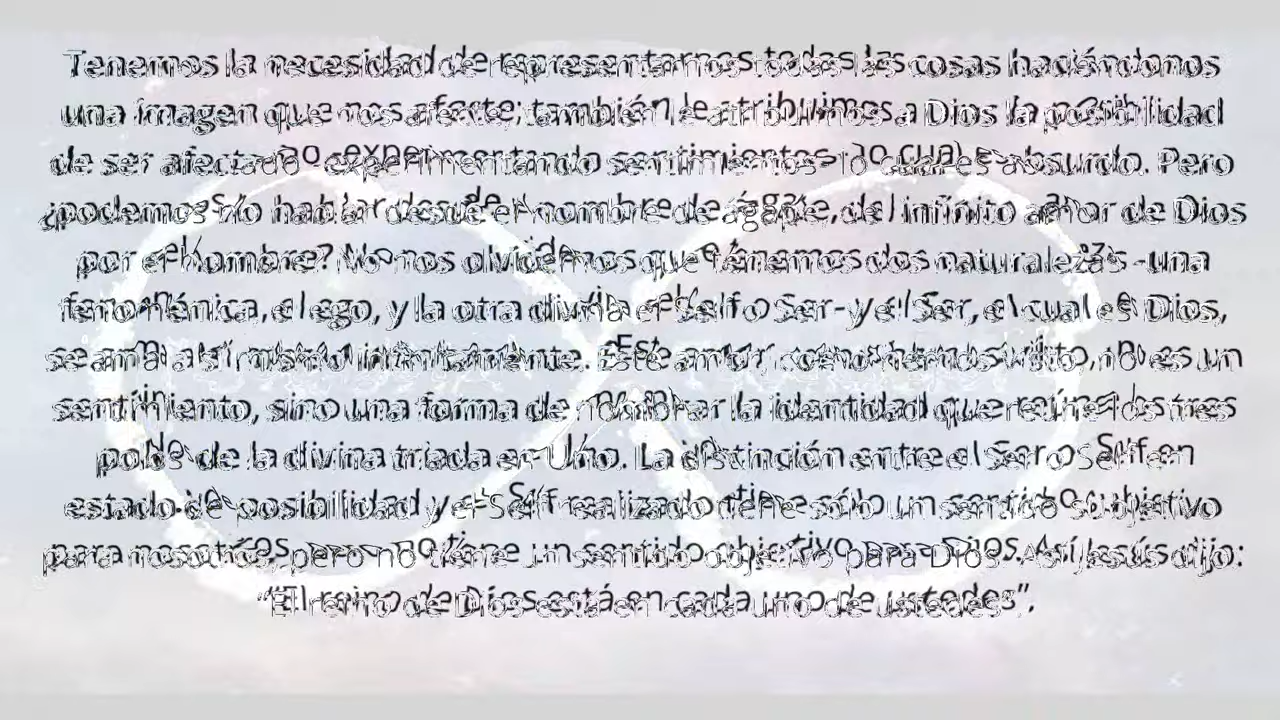 Tenemos la necesidad de representarnos todas las cosas haciéndonos
una imagen que nos afecte; también le atribuimos a Dios la posibilidad
de ser afectado experimentando sentimientos lo cual es absurdo. Pero
¿podemos no hablar desde el nombre de ágape, del infinito amor de Dios
por el hombre? No nos olvidemos que tenemos dos naturalezas -una
fenoménica, el ego, y la otra divina el Self o Ser- y el Ser, el cual es Dios,
se ama a sí mismo infinitamente. Este amor, como hemos visto, no es un
sentimiento, sino una forma de nombrar la identidad que reúne los tres
polos de la divina triada en Uno. La distinción entre el Ser o Self en
estado de posibilidad y el Self realizado tiene sólo un sentido subjetivo
para nosotros, pero no tiene un sentido objetivo para Dios. Así Jesús dijo:
“El reino de Dios está en cada uno de ustedes”.